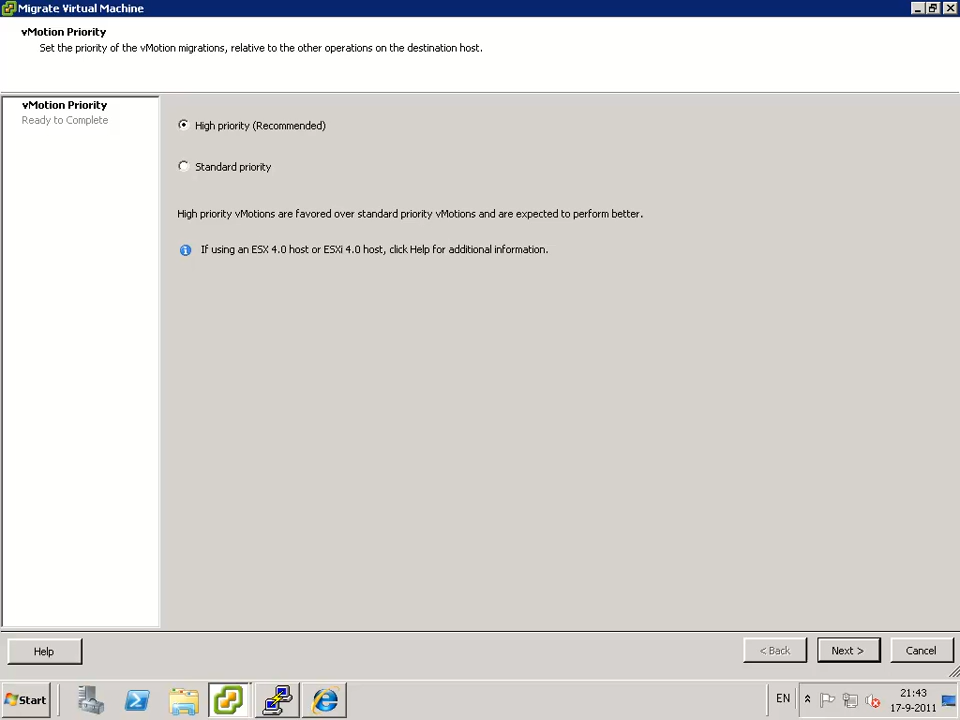 Migrate Virtual Machine
vMotion Priority
Set the priority of the vMotion migrations, relative to the other operations on the destination host.
vMotion Priority
Ready to Complete
High priority (Recommended)
Standard priority
High priority vMotions are favored over standard priority vMotions and are expected to perform better.
If using an ESX 4.0 host or ESXi 4.0 host, click Help for additional information.
Help
< Back
Next >
Cancel
Start
EN
21:43
17-9-2011